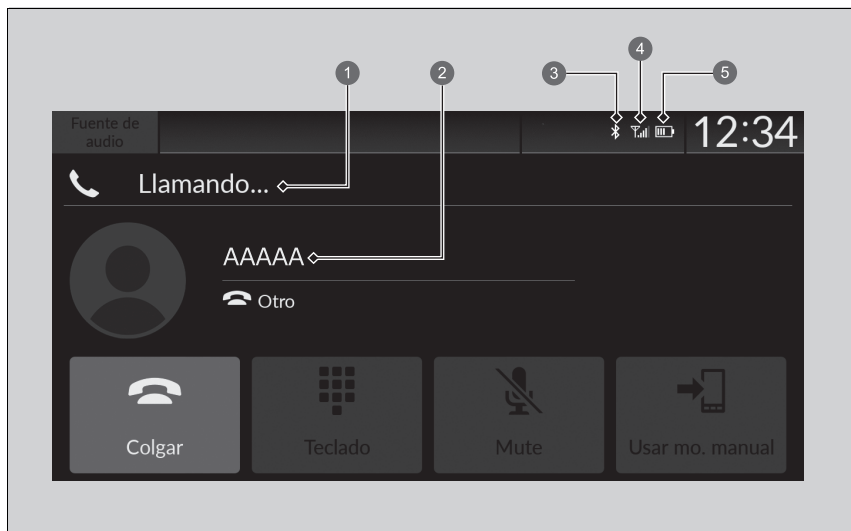 1
2
3
4
5
Fuente de
audio
12:34
Llamando...
AAAAA
Otro
Colgar
Teclado
Mute
Usar mo. manual